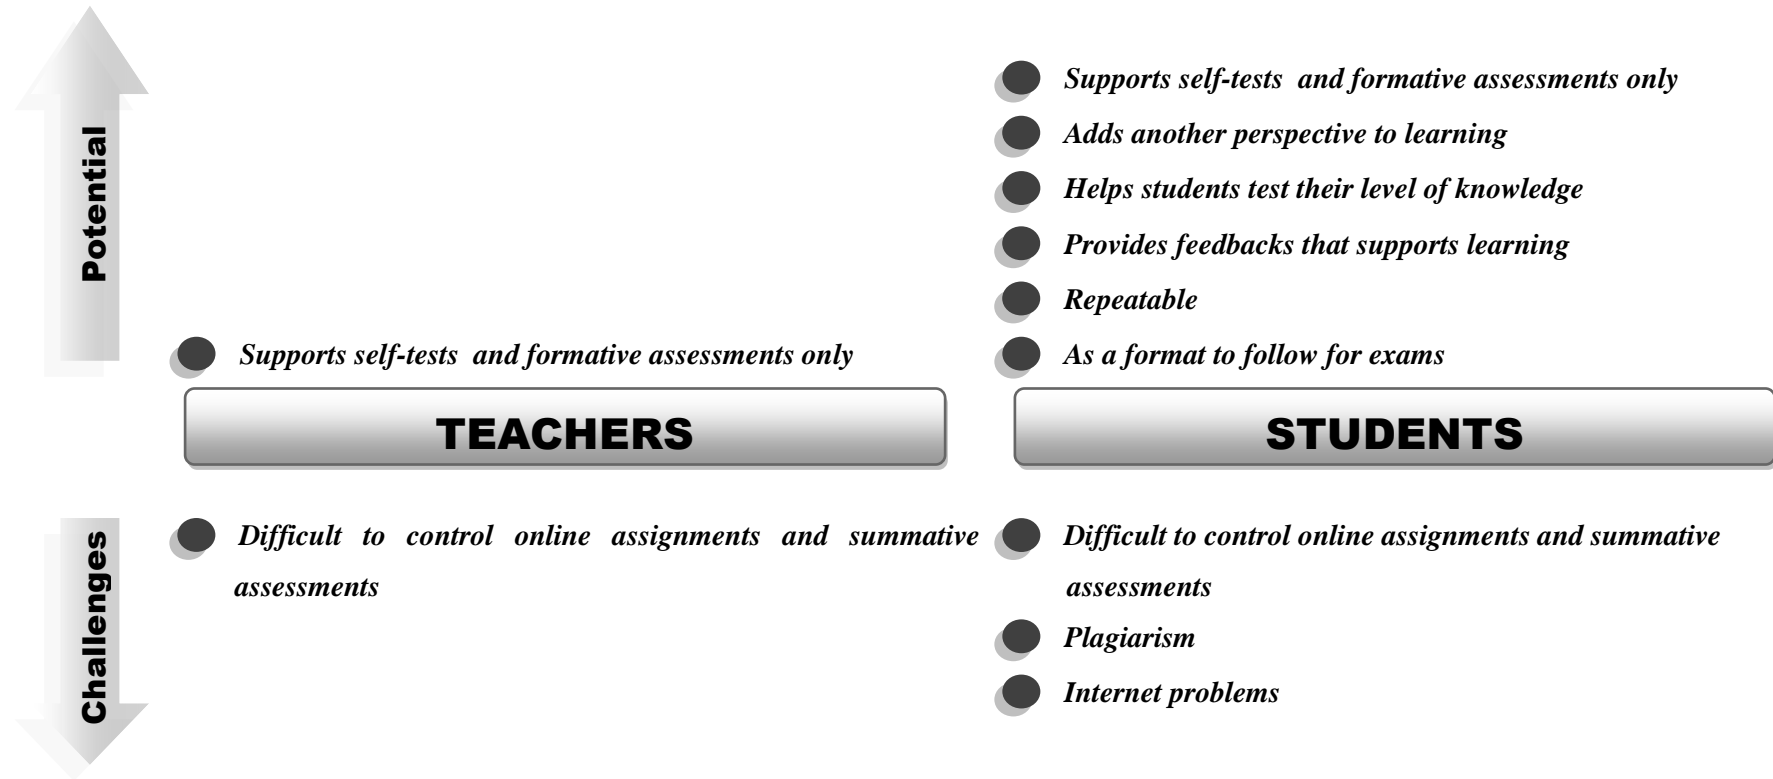 Potential
Supports self-tests and formative assessments only
Adds another perspective to learning
Helps students test their level of knowledge
Provides feedbacks that supports learning
Repeatable
Supports self-tests and formative assessments only
As a format to follow for exams
TEACHERS
STUDENTS
Challenges
Difficult to control online assignments and summative
assessments
Difficult to control online assignments and summative
assessments
Plagiarism
Internet problems